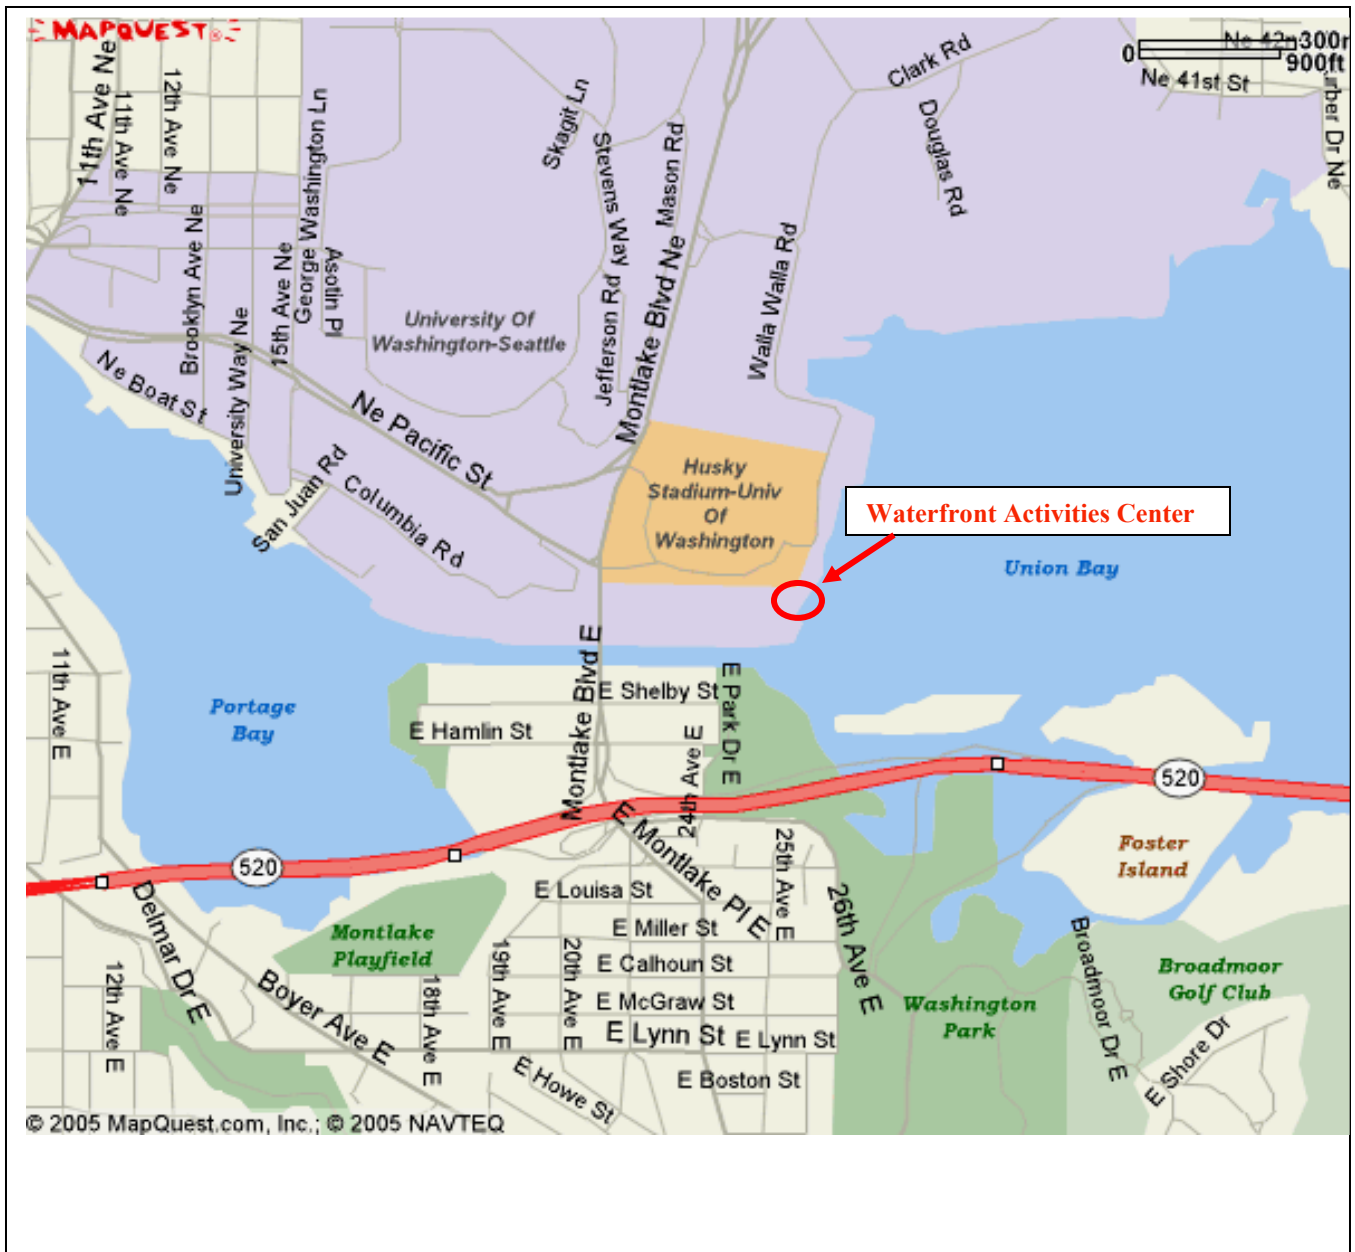 MAPQUEST®
11th Ave Ne
11th Ave Ne
12th Ave Ne
George Washington Ln
Skagit Ln
Stevens Way
Mason Rd
Clark Rd
Douglas Rd
Ne 42n
300m
0
900ft
Ne 41st St
Brooklyn Ave Ne
University Way Ne
15th Ave Ne
Asotin Pl
University Of
Washington-Seattle
Jefferson Rd
Montlake Blvd Ne
Walla Walla Rd
Ne Boat St
Ne Pacific St
San Juan Rd
Columbia Rd
Husky
Stadium-Univ
Of
Washington
Waterfront Activities Center
Union Bay
11th Ave E
Portage
Bay
Montlake Blvd E
E Shelby St
E Hamlin St
E Park Dr E
24th Ave E
520
520
E Montlake Pl E
25th Ave E
26th Ave E
Foster
Island
Delmar Dr E
E Louisa St
E Miller St
E Calhoun St
E McGraw St
E Lynn St
E Lynn St
E Boston St
Montlake
Playfield
12th Ave E
Boyer Ave E
18th Ave E
19th Ave E
20th Ave E
E Howe St
Washington
Park
Broadmoor Dr E
Broadmoor
Golf Club
E Shore Dr
© 2005 MapQuest.com, Inc.; © 2005 NAVTEQ